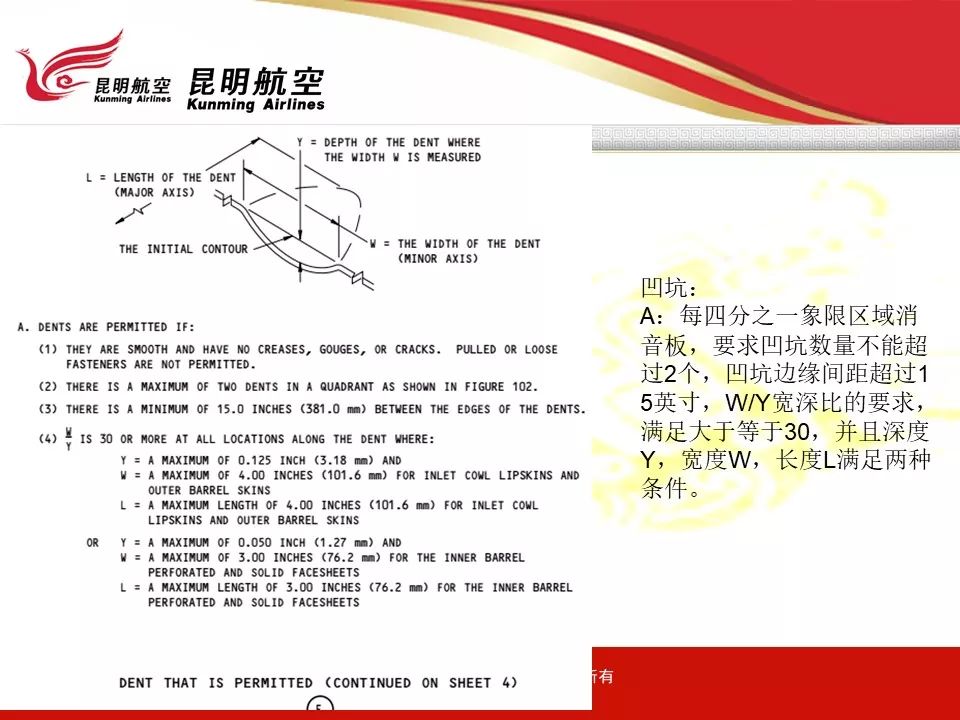 昆明航空
Kunming Airlines
昆明航空
Kunming Airlines
Y = DEPTH OF THE DENT WHERE
THE WIDTH W IS MEASURED
L = LENGTH OF THE DENT
(MAJOR AXIS)
THE INITIAL CONTOUR
W = THE WIDTH OF THE DENT
(MINOR AXIS)
A. DENTS ARE PERMITTED IF:
(1) THEY ARE SMOOTH AND HAVE NO CREASES, GOUGES, OR CRACKS. PULLED OR LOOSE
FASTENERS ARE NOT PERMITTED.
(2) THERE IS A MAXIMUM OF TWO DENTS IN A QUADRANT AS SHOWN IN FIGURE 102.
(3) THERE IS A MINIMUM OF 15.0 INCHES (381.0 mm) BETWEEN THE EDGES OF THE DENTS.
(4) W/Y IS 30 OR MORE AT ALL LOCATIONS ALONG THE DENT WHERE:
Y = A MAXIMUM OF 0.125 INCH (3.18 mm) AND
W = A MAXIMUM OF 4.00 INCHES (101.6 mm) FOR INLET COWL LIPSKINS AND
OUTER BARREL SKINS
L = A MAXIMUM LENGTH OF 4.00 INCHES (101.6 mm) FOR INLET COWL
LIPSKINS AND OUTER BARREL SKINS
OR Y = A MAXIMUM OF 0.050 INCH (1.27 mm) AND
W = A MAXIMUM OF 3.00 INCHES (76.2 mm) FOR THE INNER BARREL
PERFORATED AND SOLID FACESHEETS
L = A MAXIMUM LENGTH OF 3.00 INCHES (76.2 mm) FOR THE INNER BARREL
PERFORATED AND SOLID FACESHEETS
DENT THAT IS PERMITTED (CONTINUED ON SHEET 4)
凹坑：
A：每四分之一象限区域消
音板，要求凹坑数量不能超
过2个，凹坑边缘间距超过1
5英寸，W/Y宽深比的要求，
满足大于等于30，并且深度
Y，宽度W，长度L满足两种
条件。
所有